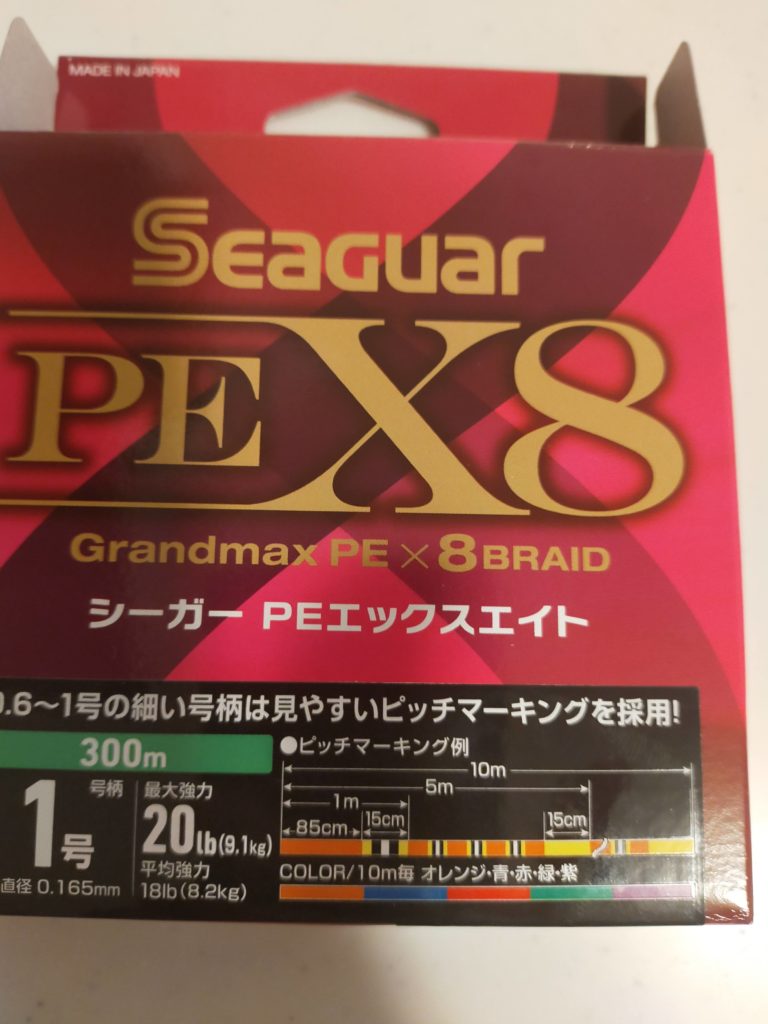 MADE IN JAPAN
Seaguar
PEX8
Grandmax PE × 8 BRAID
シーガー PEエックスエイト
0.6～1号の細い号柄は見やすいピッチマーキングを採用!
300m
●ピッチマーキング例
10m
5m
1m
85cm
15cm
15cm
号柄
1号
直径 0.165mm
最大強力
20lb(9.1kg)
平均強力
18lb(8.2kg)
COLOR/10m毎 オレンジ・青・赤・緑・紫